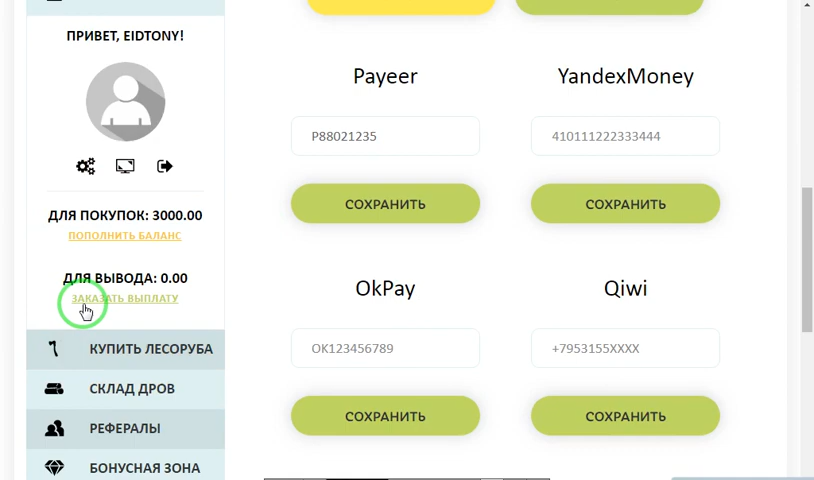 ПРИВЕТ, EIDTONY!
ДЛЯ ПОКУПОК: 3000.00
ПОПОЛНИТЬ БАЛАНС
ДЛЯ ВЫВОДА: 0.00
ЗАКАЗАТЬ ВЫПЛАТУ
КУПИТЬ ЛЕСОРУБА
СКЛАД ДРОВ
РЕФЕРАЛЫ
БОНУСНАЯ ЗОНА
Payeer
P88021235
СОХРАНИТЬ
YandexMoney
410111222333444
СОХРАНИТЬ
OkPay
OK123456789
СОХРАНИТЬ
Qiwi
+7953155XXXX
СОХРАНИТЬ